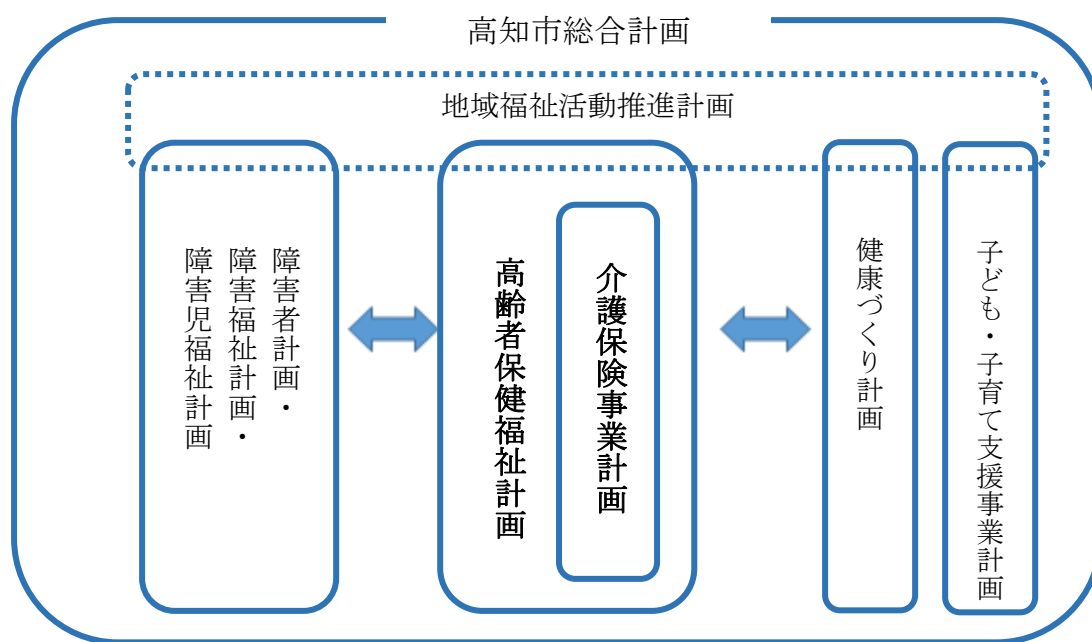 高知市総合計画
地域福祉活動推進計画
障害者計画・
障害福祉計画・
障害児福祉計画
高齢者保健福祉計画
介護保険事業計画
健康づくり計画
子ども・子育て支援事業計画